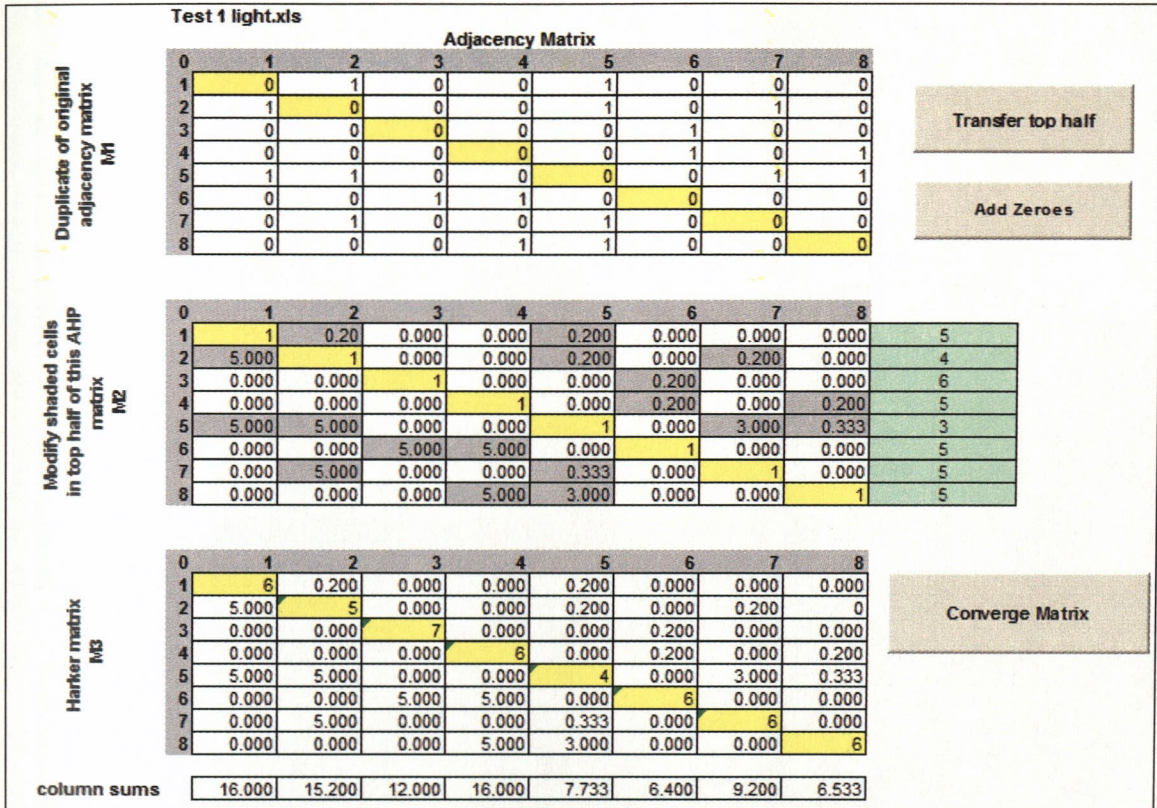 Test 1 light.xls
Adjacency Matrix
Duplicate of original
adjacency matrix
M1
0 1 2 3 4 5 6 7 8
1 0 1 0 0 1 0 0 0
2 1 0 0 0 1 0 1 0
3 0 0 0 0 0 1 0 0
4 0 0 0 0 0 1 0 1
5 1 1 0 0 0 0 1 1
6 0 0 1 1 0 0 0 0
7 0 1 0 0 1 0 0 0
8 0 0 0 1 1 0 0 0
Transfer top half
Add Zeroes
Modify shaded cells
in top half of this AHP
matrix
M2
0 1 2 3 4 5 6 7 8
1 1 0.20 0.000 0.000 0.200 0.000 0.000 0.000 5
2 5.000 1 0.000 0.000 0.200 0.000 0.200 0.000 4
3 0.000 0.000 1 0.000 0.000 0.200 0.000 0.000 6
4 0.000 0.000 0.000 1 0.000 0.200 0.000 0.200 5
5 5.000 5.000 0.000 0.000 1 0.000 3.000 0.333 3
6 0.000 0.000 5.000 5.000 0.000 1 0.000 0.000 5
7 0.000 5.000 0.000 0.000 0.333 0.000 1 0.000 5
8 0.000 0.000 0.000 5.000 3.000 0.000 0.000 1 5
Harker matrix
M3
0 1 2 3 4 5 6 7 8
1 6 0.200 0.000 0.000 0.200 0.000 0.000 0.000
2 5.000 5 0.000 0.000 0.200 0.000 0.200 0
3 0.000 0.000 7 0.000 0.000 0.200 0.000 0.000
4 0.000 0.000 0.000 6 0.000 0.200 0.000 0.200
5 5.000 5.000 0.000 0.000 4 0.000 3.000 0.333
6 0.000 0.000 5.000 5.000 0.000 6 0.000 0.000
7 0.000 5.000 0.000 0.000 0.333 0.000 6 0.000
8 0.000 0.000 0.000 5.000 3.000 0.000 0.000 6
Converge Matrix
column sums 16.000 15.200 12.000 16.000 7.733 6.400 9.200 6.533